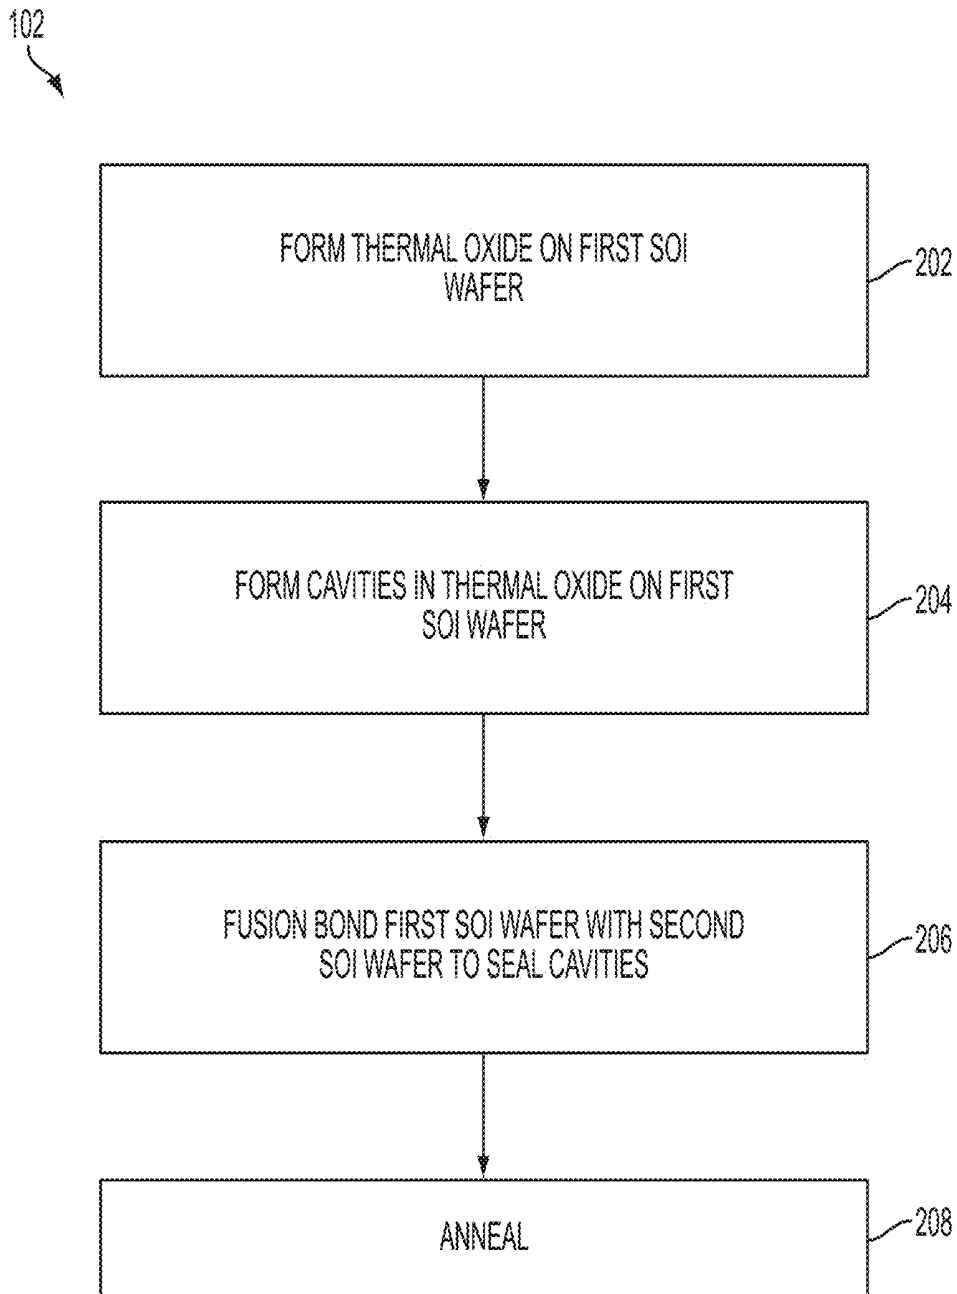 102
FORM THERMAL OXIDE ON FIRST SOI
WAFER
202
FORM CAVITIES IN THERMAL OXIDE ON FIRST
SOI WAFER
204
FUSION BOND FIRST SOI WAFER WITH SECOND
SOI WAFER TO SEAL CAVITIES
206
ANNEAL
208